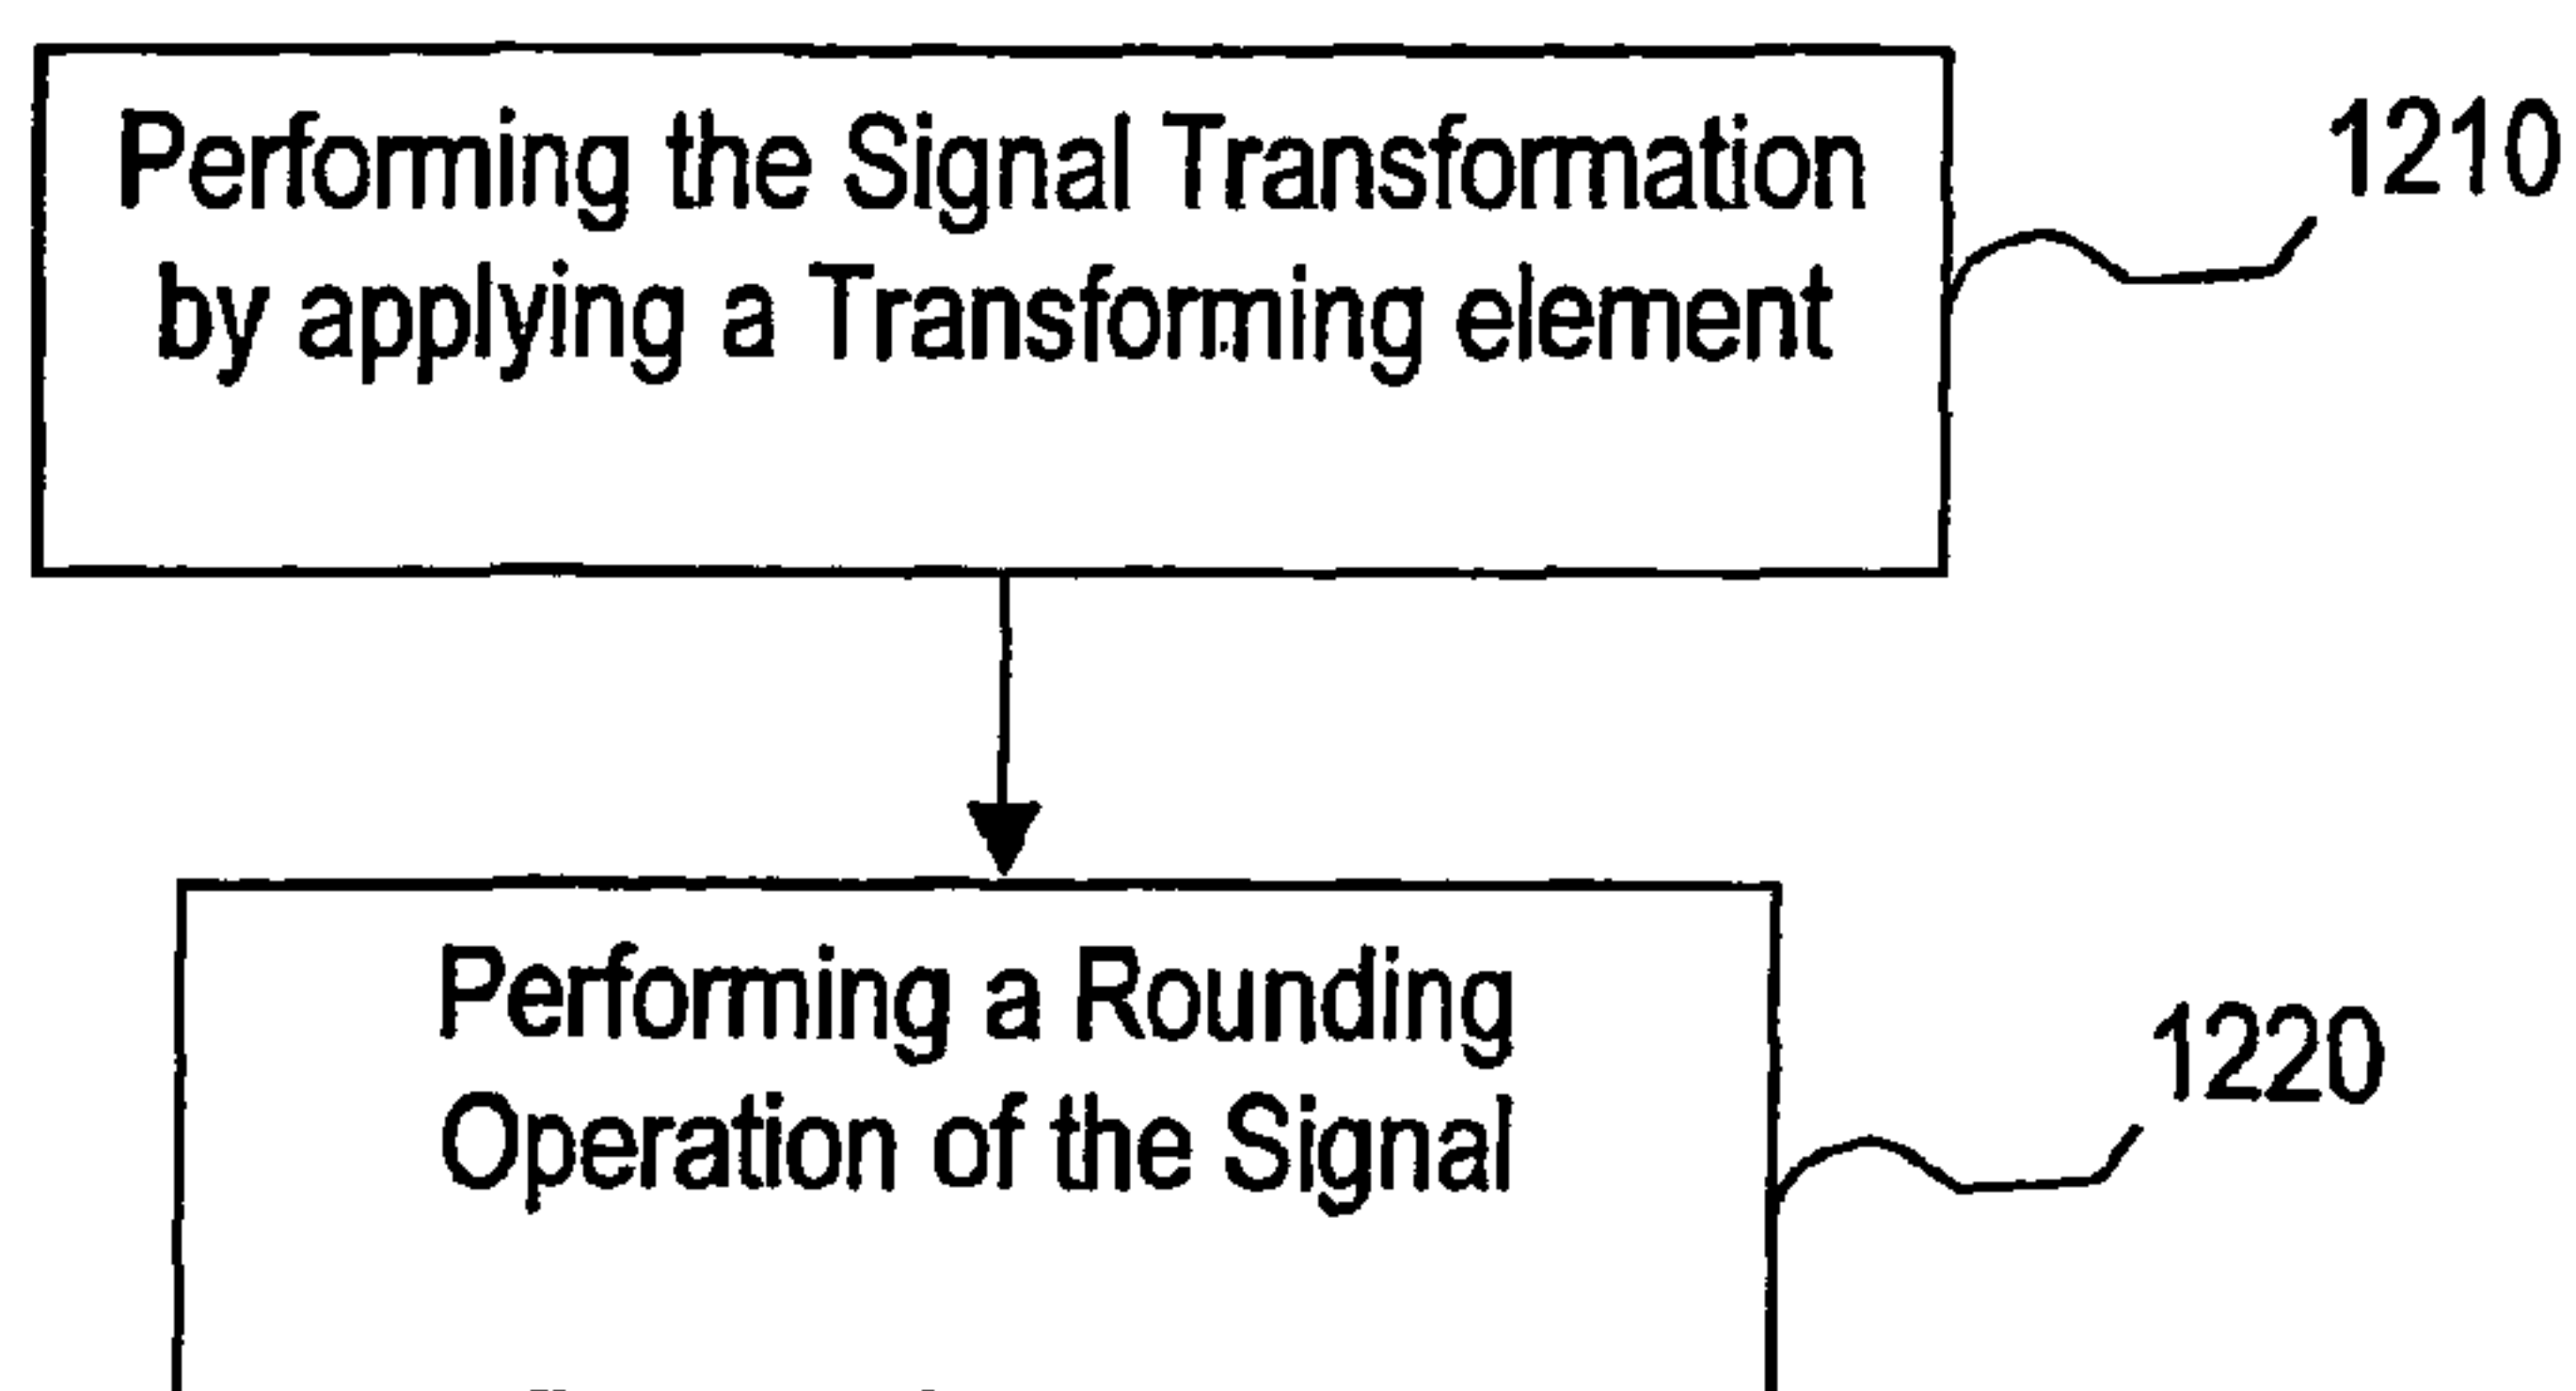 Performing the Signal Transformation
by applying a Transforming element
1210
Performing a Rounding
Operation of the Signal
1220